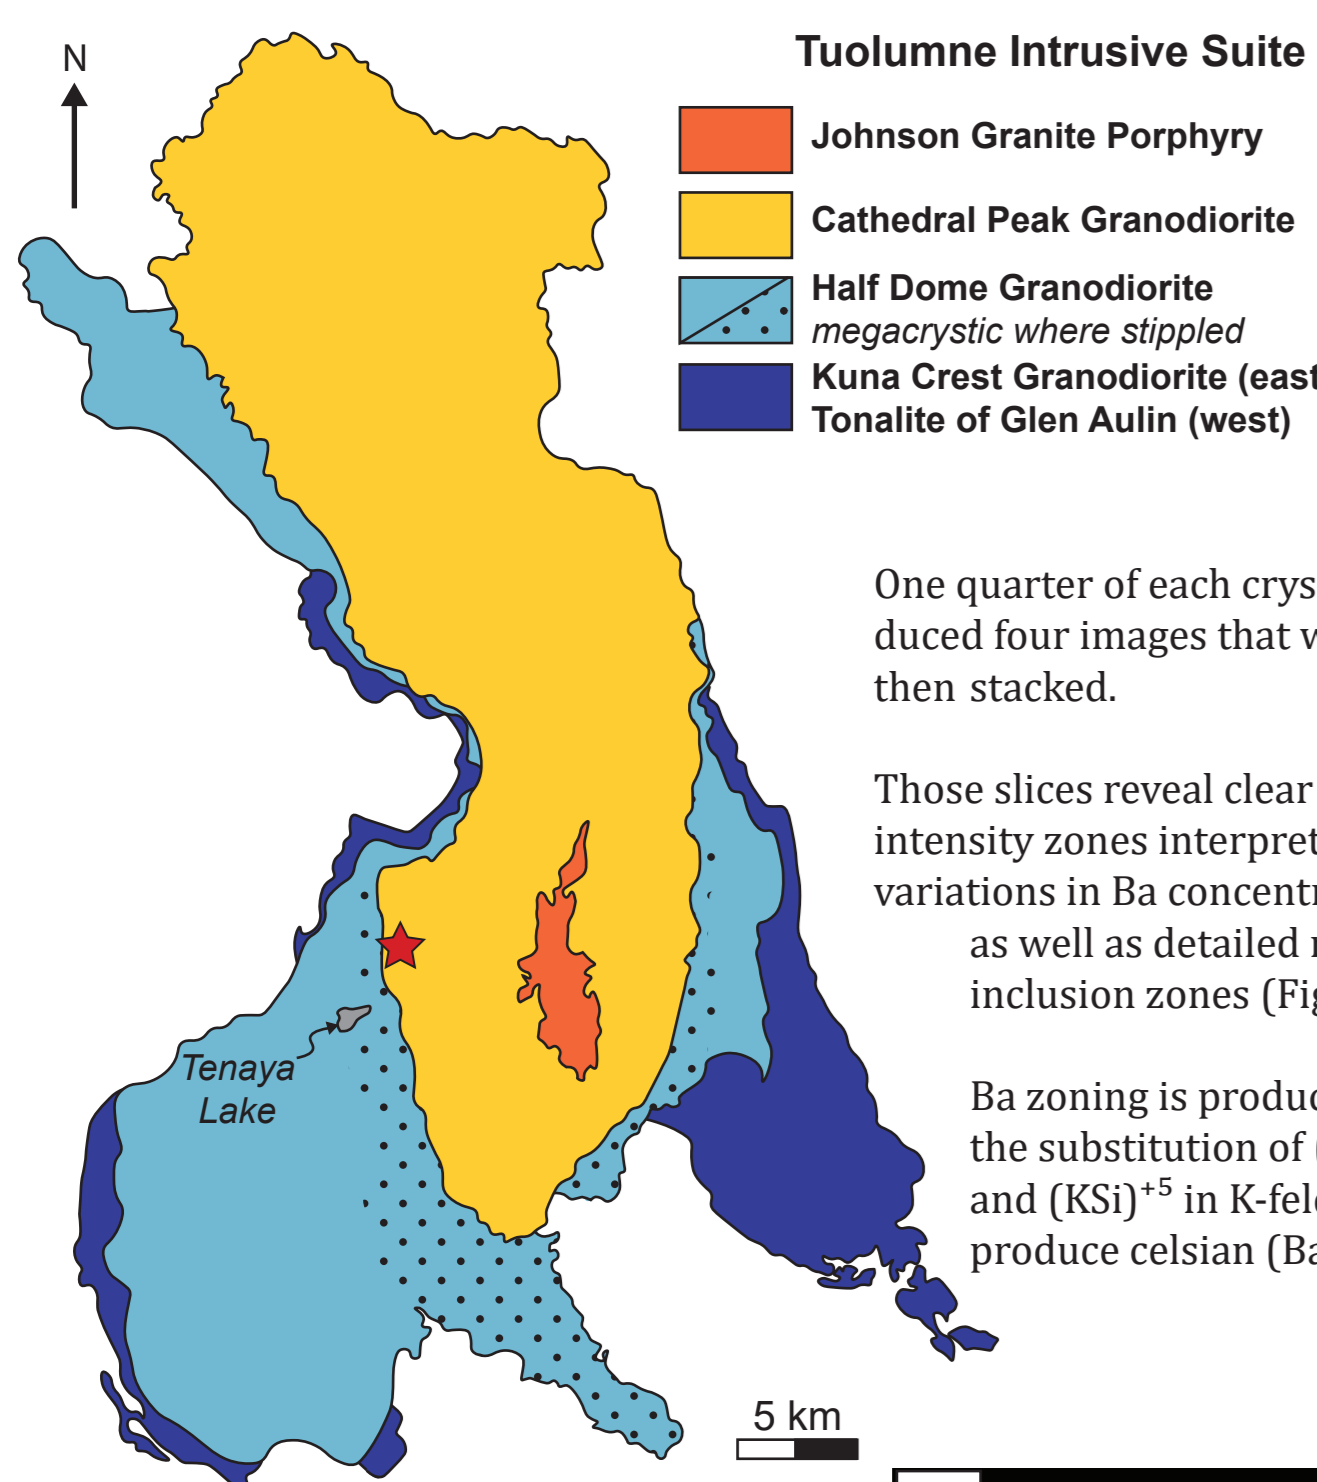 N
Tuolumne Intrusive Suite
Johnson Granite Porphyry
Cathedral Peak Granodiorite
Half Dome Granodiorite
megacrystic where stippled
Kuna Crest Granodiorite (east
Tonalite of Glen Aulin (west)
One quarter of each crys
duced four images that w
then stacked.
Those slices reveal clear
intensity zones interpret
variations in Ba concentr
as well as detailed
inclusion zones (Fig
Ba zoning is produc
the substitution of (
and (KSi)⁺⁵ in K-feld
produce celsian (Ba
Tenaya
Lake
5 km